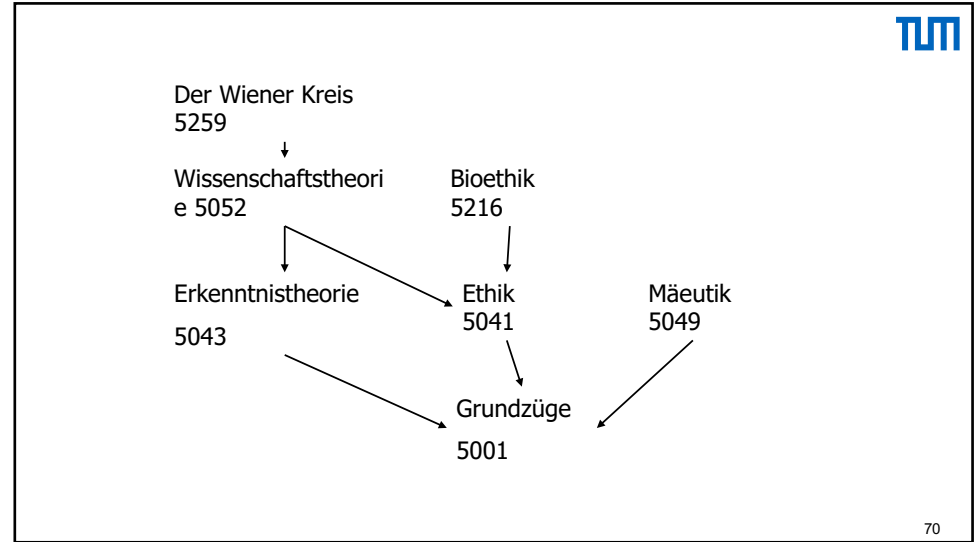 TUM
Der Wiener Kreis
5259
Wissenschaftstheori
e 5052
Bioethik
5216
Erkenntnistheorie
5043
Ethik
5041
Mäeutik
5049
Grundzüge
5001
70